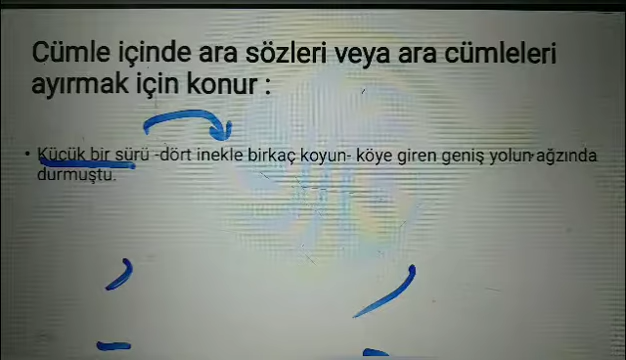 Cümle içinde ara sözleri veya ara cümleleri
ayırmak için konur :
• Küçük bir sürü -dört inekle birkaç koyun- köye giren geniş yolun ağzında
durmuştu.